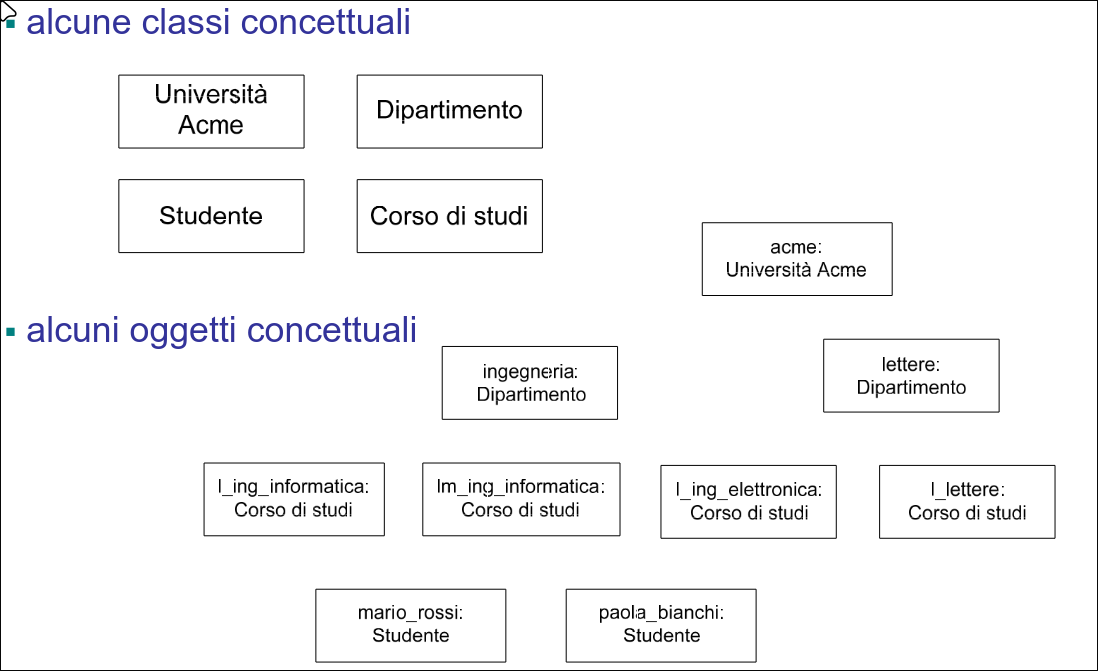 alcune classi concettuali
Università
Acme
Dipartimento
Studente
Corso di studi
acme:
Università Acme
alcuni oggetti concettuali
ingegneria:
Dipartimento
lettere:
Dipartimento
l_ing_informatica:
Corso di studi
lm_ing_informatica:
Corso di studi
l_ing_elettronica:
Corso di studi
l_lettere:
Corso di studi
mario_rossi:
Studente
paola_bianchi:
Studente